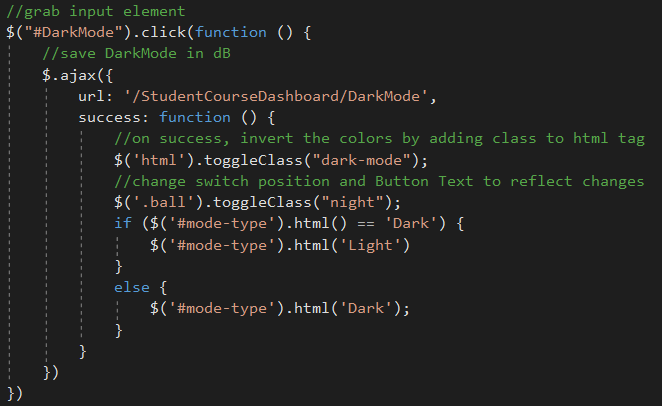 //grab input element
$("#DarkMode").click(function () {
    //save DarkMode in dB
    $.ajax({
        url: '/StudentCourseDashboard/DarkMode',
        success: function () {
            //on success, invert the colors by adding class to html tag
            $('html').toggleClass("dark-mode");
            //change switch position and Button Text to reflect changes
            $('.ball').toggleClass("night");
            if ($('#mode-type').html() == 'Dark') {
                $('#mode-type').html('Light')
            }
            else {
                $('#mode-type').html('Dark');
            }
        }
    })
})